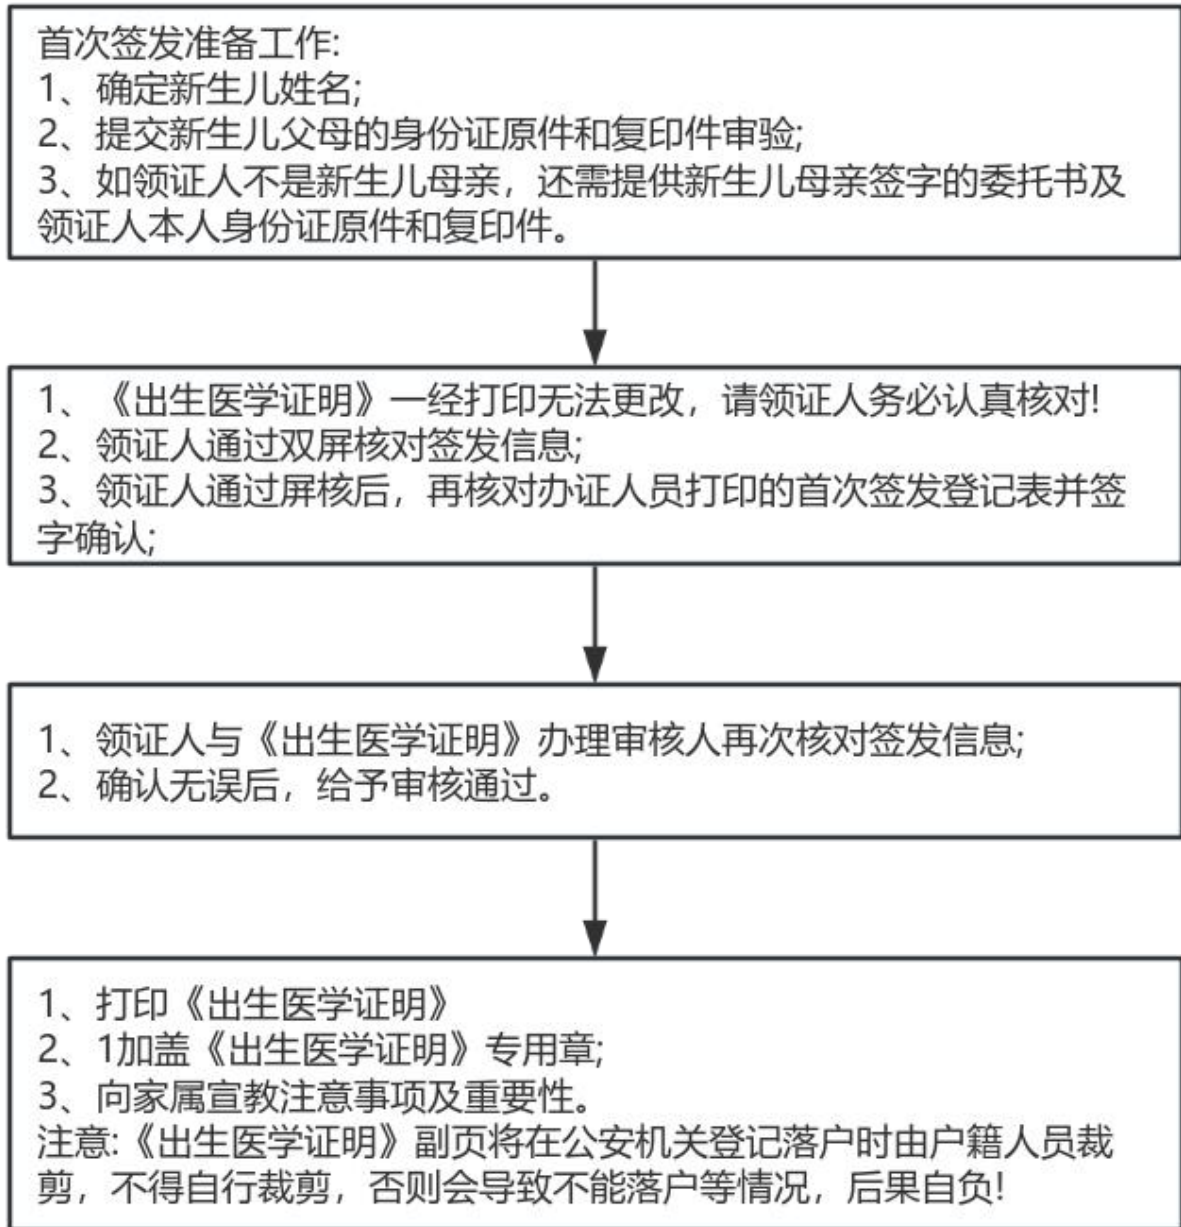 首次签发准备工作:
1、确定新生儿姓名;
2、提交新生儿父母的身份证原件和复印件审验;
3、如领证人不是新生儿母亲，还需提供新生儿母亲签字的委托书及
领证人本人身份证原件和复印件。
1、《出生医学证明》一经打印无法更改，请领证人务必认真核对!
2、领证人通过双屏核对签发信息;
3、领证人通过屏核后，再核对办证人员打印的首次签发登记表并签
字确认;
1、领证人与《出生医学证明》办理审核人再次核对签发信息;
2、确认无误后，给予审核通过。
1、打印《出生医学证明》
2、1加盖《出生医学证明》专用章;
3、向家属宣教注意事项及重要性。
注意:《出生医学证明》副页将在公安机关登记落户时由户籍人员裁
剪，不得自行裁剪，否则会导致不能落户等情况，后果自负!